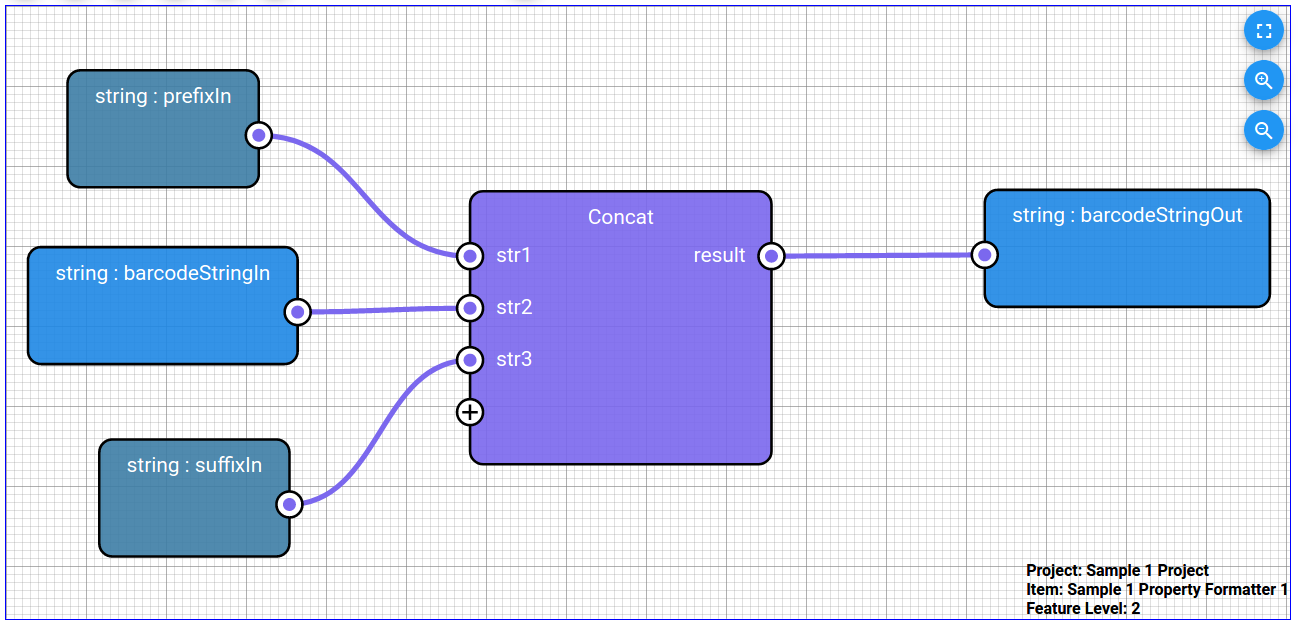 string : prefixIn
string : barcodeStringIn
string : suffixIn
Concat
str1
result
str2
str3
string : barcodeStringOut
Project: Sample 1 Project
Item: Sample 1 Property Formatter 1
Feature Level: 2